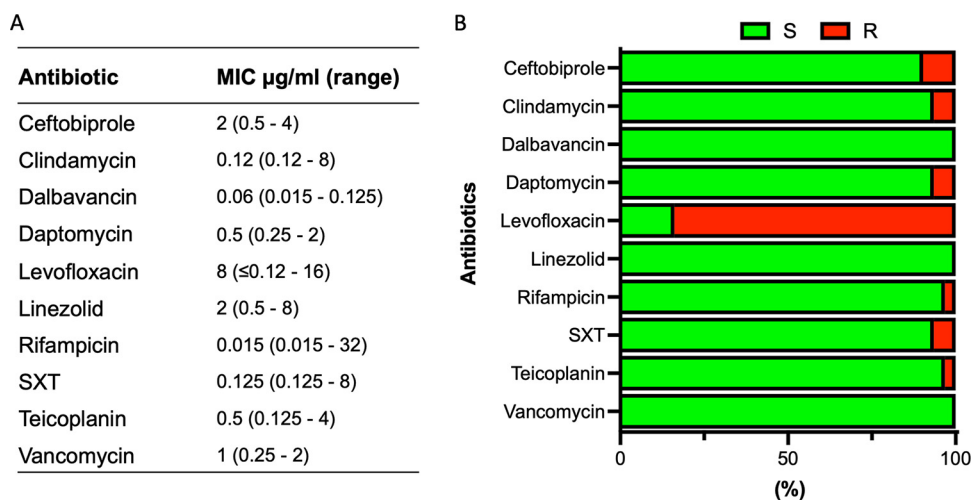 A
Antibiotic MIC µg/ml (range)
Ceftobiprole 2 (0.5 - 4)
Clindamycin 0.12 (0.12 - 8)
Dalbavancin 0.06 (0.015 - 0.125)
Daptomycin 0.5 (0.25 - 2)
Levofloxacin 8 (≤0.12 - 16)
Linezolid 2 (0.5 - 8)
Rifampicin 0.015 (0.015 - 32)
SXT 0.125 (0.125 - 8)
Teicoplanin 0.5 (0.125 - 4)
Vancomycin 1 (0.25 - 2)
B
S R
Antibiotics
Ceftobiprole
Clindamycin
Dalbavancin
Daptomycin
Levofloxacin
Linezolid
Rifampicin
SXT
Teicoplanin
Vancomycin
0 50 100
(%)